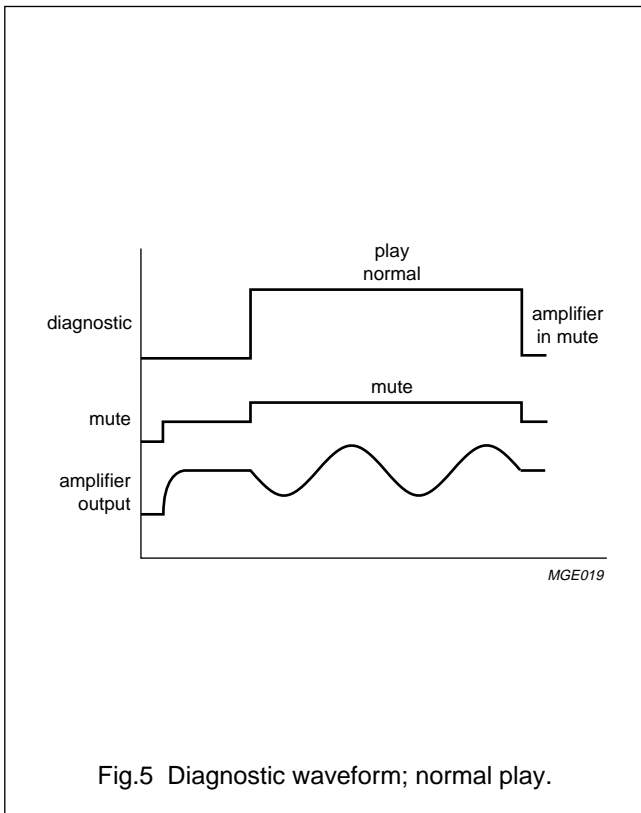 play
normal
diagnostic
amplifier
in mute
mute
mute
amplifier
output
MGE019
Fig.5 Diagnostic waveform; normal play.